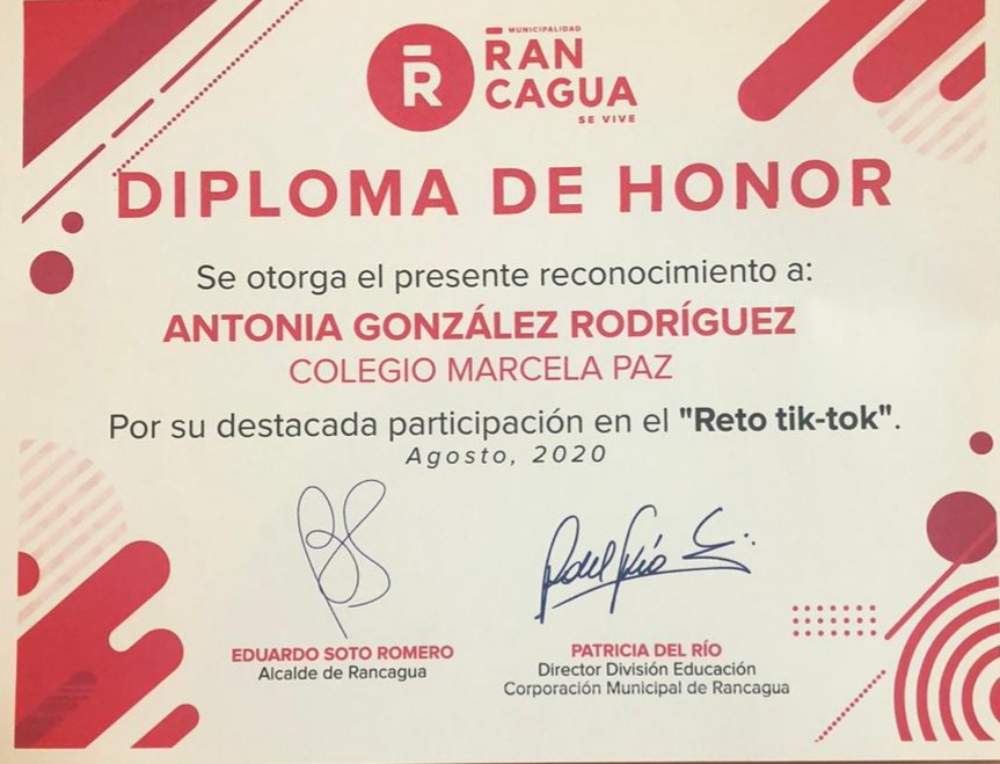 MUNICIPALIDAD
RAN
CAGUA
SE VIVE
R
DIPLOMA DE HONOR
Se otorga el presente reconocimiento a:
ANTONIA GONZÁLEZ RODRÍGUEZ
COLEGIO MARCELA PAZ
Por su destacada participación en el "Reto tik-tok".
Agosto, 2020
EDUARDO SOTO ROMERO
Alcalde de Rancagua
PATRICIA DEL RÍO
Director División Educación
Corporación Municipal de Rancagua